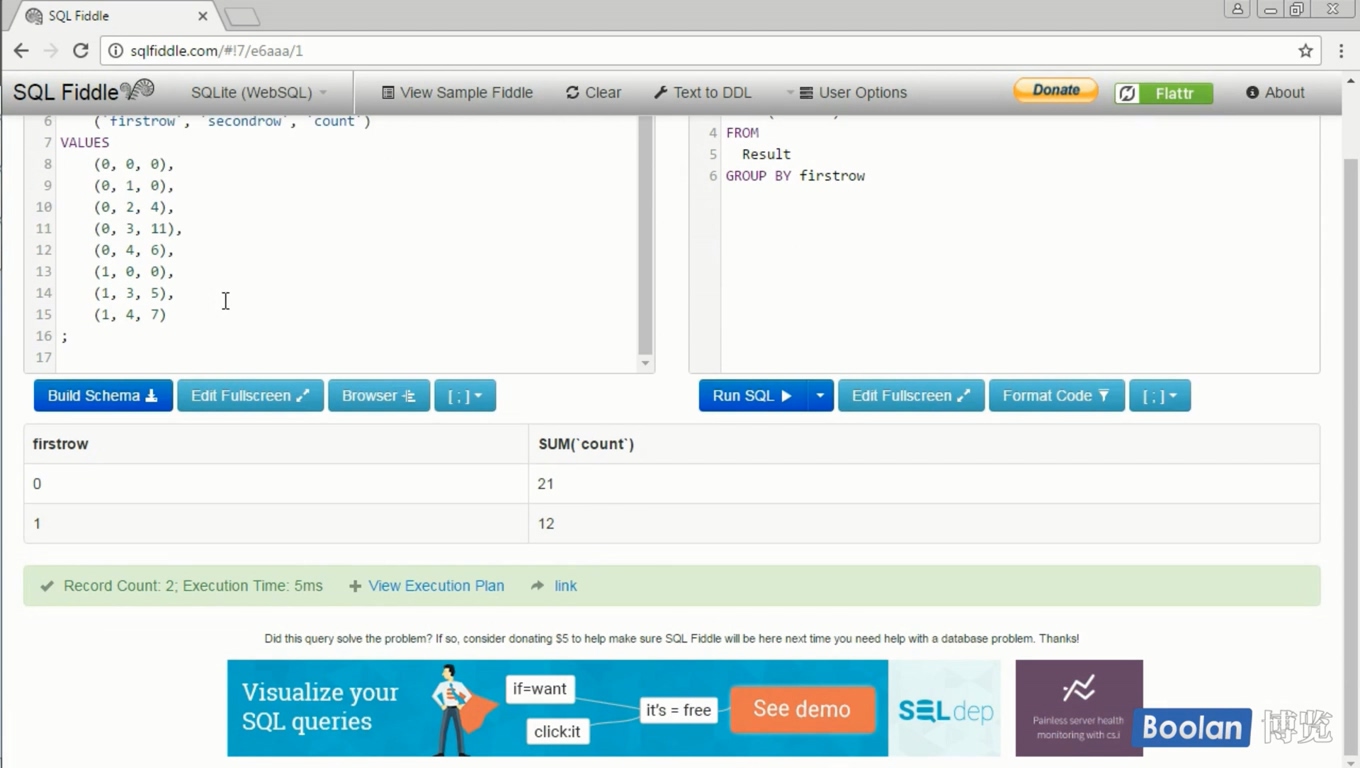 SQL Fiddle
sqlfiddle.com/#!7/e6aaa/1
SQL Fiddle SQLite (WebSQL) View Sample Fiddle Clear Text to DDL User Options Donate Flattr About
6 (`firstrow`, `secondrow`, `count`)
7 VALUES
8 (0, 0, 0),
9 (0, 1, 0),
10 (0, 2, 4),
11 (0, 3, 11),
12 (0, 4, 6),
13 (1, 0, 0),
14 (1, 3, 5),
15 (1, 4, 7)
16 ;
17
4 FROM
5 Result
6 GROUP BY firstrow
Build Schema Edit Fullscreen Browser [ ; ]
Run SQL Edit Fullscreen Format Code [ ; ]
firstrow SUM(`count`)
0 21
1 12
Record Count: 2; Execution Time: 5ms View Execution Plan link
Did this query solve the problem? If so, consider donating $5 to help make sure SQL Fiddle will be here next time you need help with a database problem. Thanks!
Visualize your
SQL queries
if=want
click:it
it's = free
See demo
SQLdep
Painless server health
monitoring with cs.i
Boolan 博览